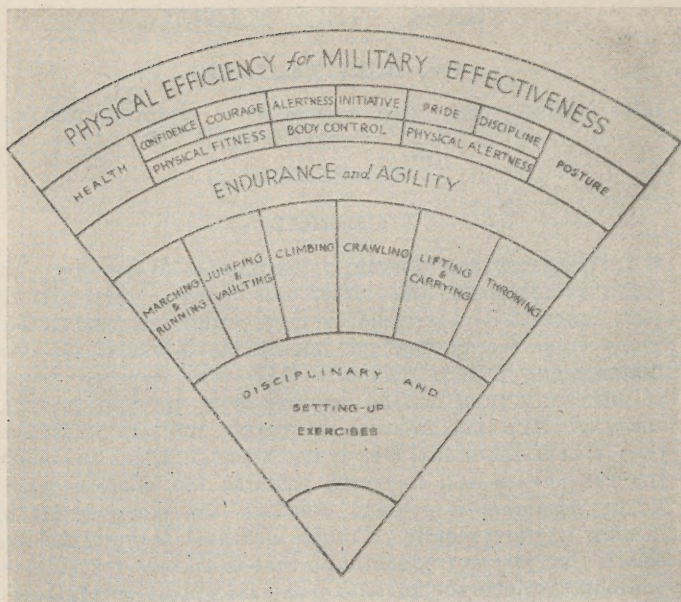 PHYSICAL EFFICIENCY for MILITARY EFFECTIVENESS
HEALTH
CONFIDENCE
COURAGE
ALERTNESS
INITIATIVE
PRIDE
DISCIPLINE
POSTURE
PHYSICAL FITNESS
BODY CONTROL
PHYSICAL ALERTNESS
ENDURANCE and AGILITY
MARCHING
&
RUNNING
JUMPING
&
VAULTING
CLIMBING
CRAWLING
LIFTING
&
CARRYING
THROWING
DISCIPLINARY AND
SETTING-UP
EXERCISES